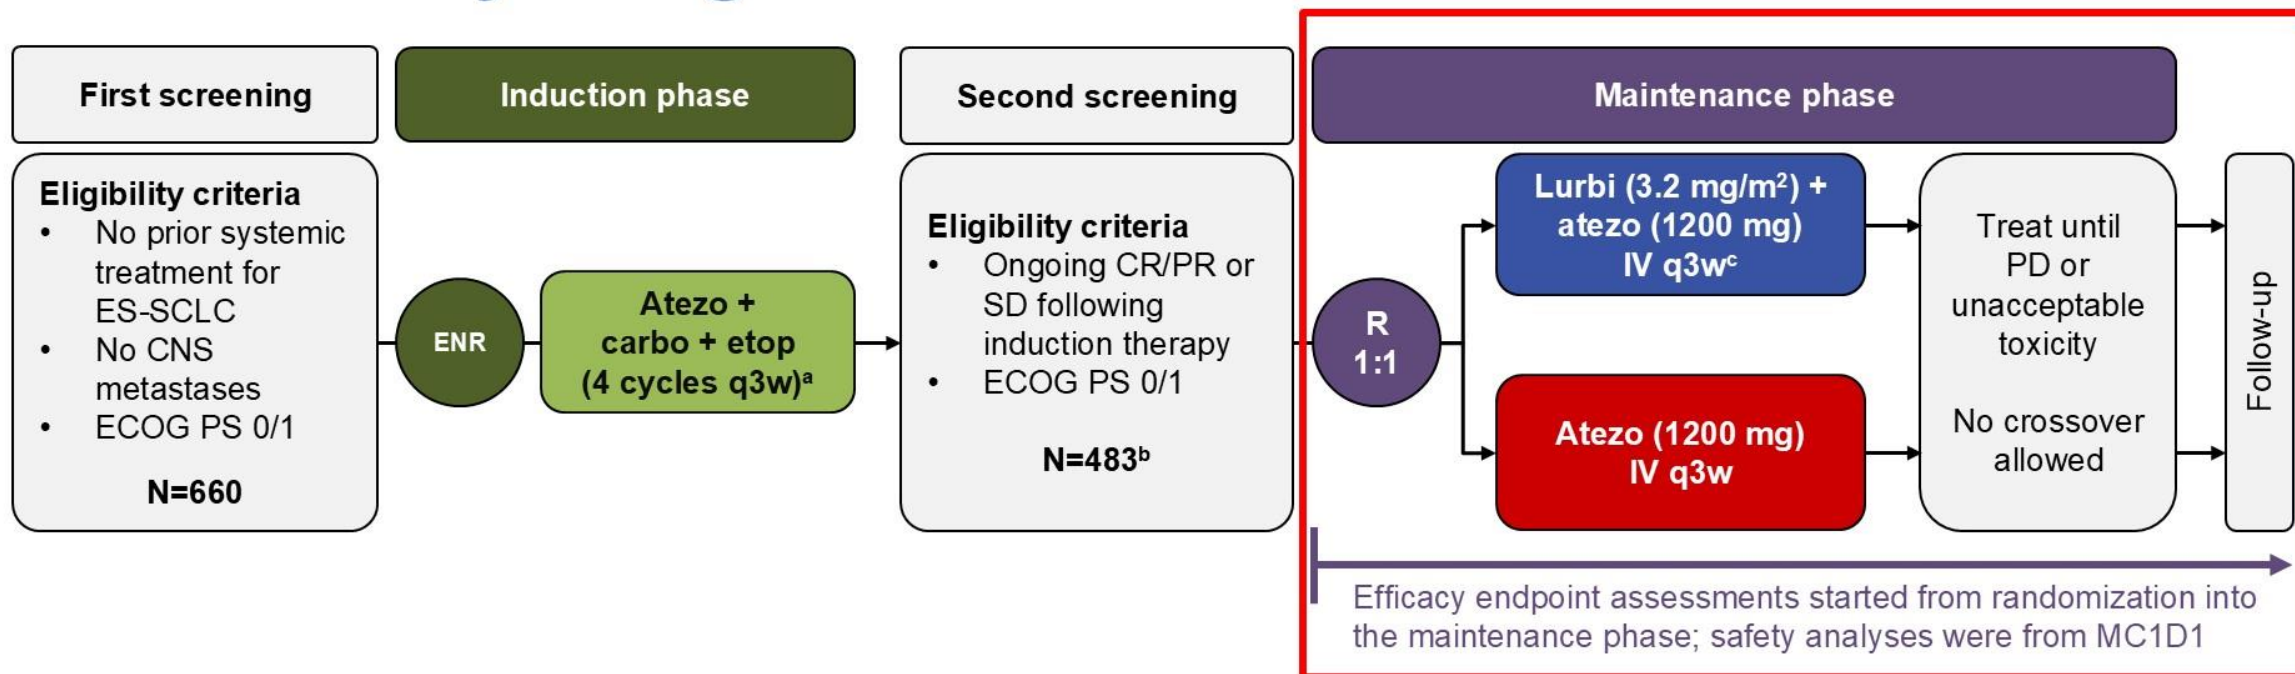 First screening
Eligibility criteria
• No prior systemic
treatment for
ES-SCLC
• No CNS
metastases
• ECOG PS 0/1
N=660
Induction phase
ENR
Atezo +
carbo + etop
(4 cycles q3w)ᵃ
Second screening
Eligibility criteria
• Ongoing CR/PR or
SD following
induction therapy
• ECOG PS 0/1
N=483ᵇ
Maintenance phase
R
1:1
Lurbi (3.2 mg/m²) +
atezo (1200 mg)
IV q3wᶜ
Atezo (1200 mg)
IV q3w
Treat until
PD or
unacceptable
toxicity
No crossover
allowed
Follow-up
Efficacy endpoint assessments started from randomization into
the maintenance phase; safety analyses were from MC1D1